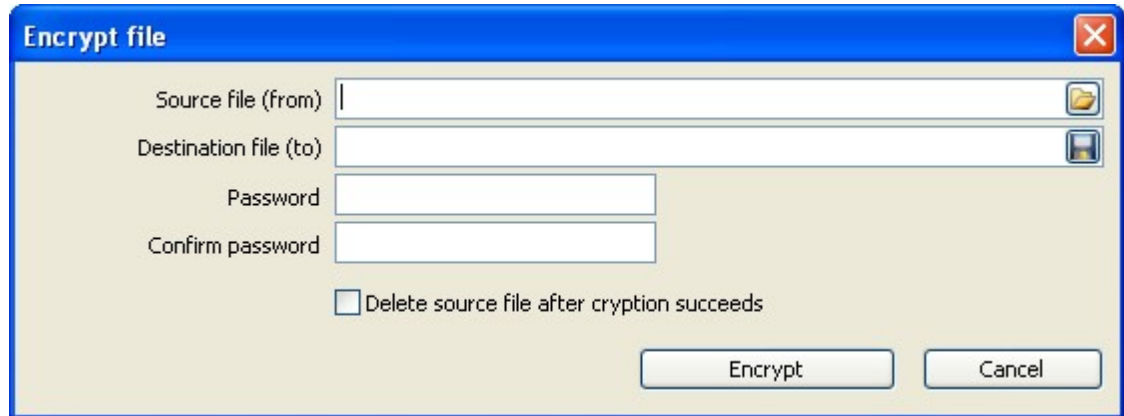 Encrypt file
Source file (from)
Destination file (to)
Password
Confirm password
Delete source file after cryption succeeds
Encrypt Cancel